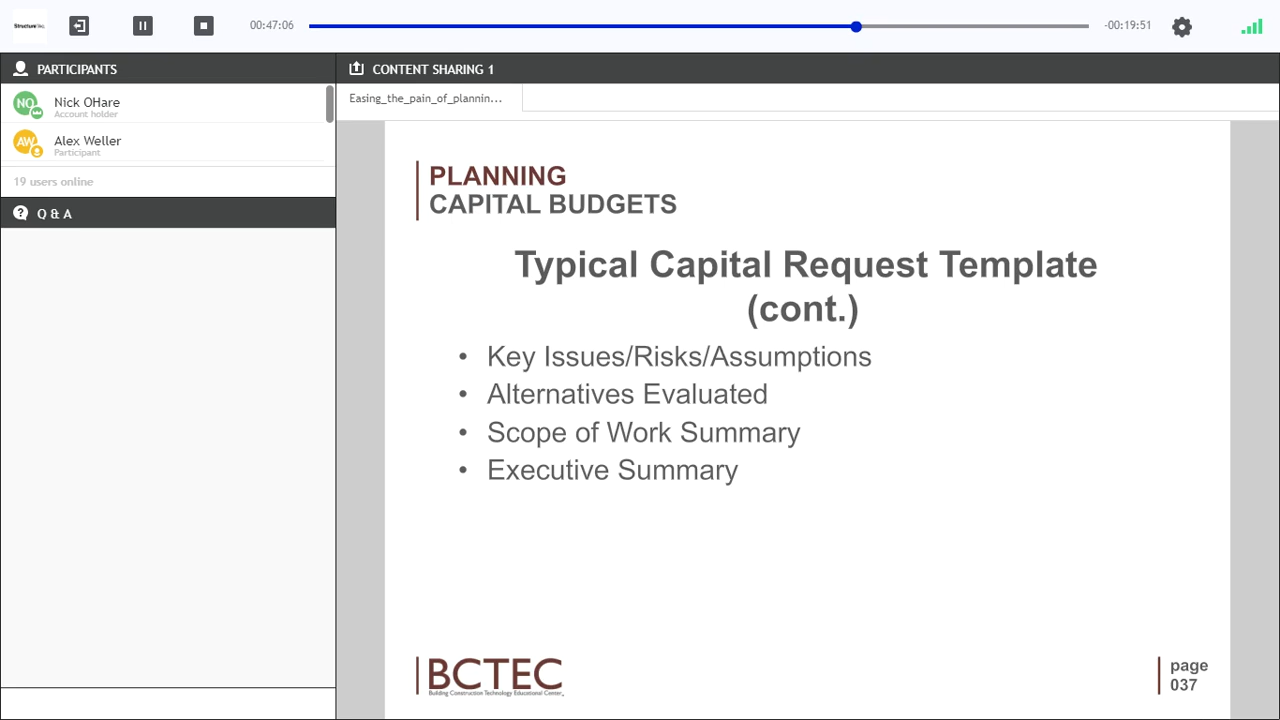 StructureTec
00:47:06
-00:19:51
PARTICIPANTS
NO
Nick OHare
Account holder
AW
Alex Weller
Participant
19 users online
Q & A
CONTENT SHARING 1
Easing_the_pain_of_plannin...
PLANNING
CAPITAL BUDGETS
Typical Capital Request Template
(cont.)
• Key Issues/Risks/Assumptions
• Alternatives Evaluated
• Scope of Work Summary
• Executive Summary
BCTEC
Building Construction Technology Educational Center
page
037